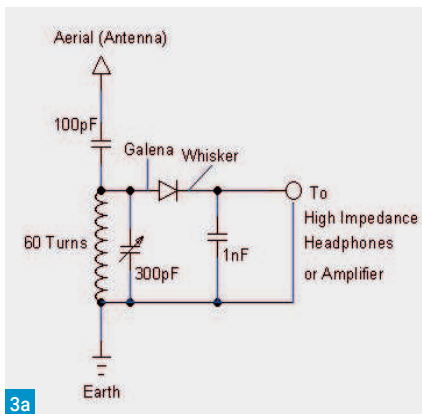 Aerial (Antenna)
100pF
Galena
Whisker
To
High Impedance
Headphones
or Amplifier
60 Turns
300pF
1nF
Earth
3a